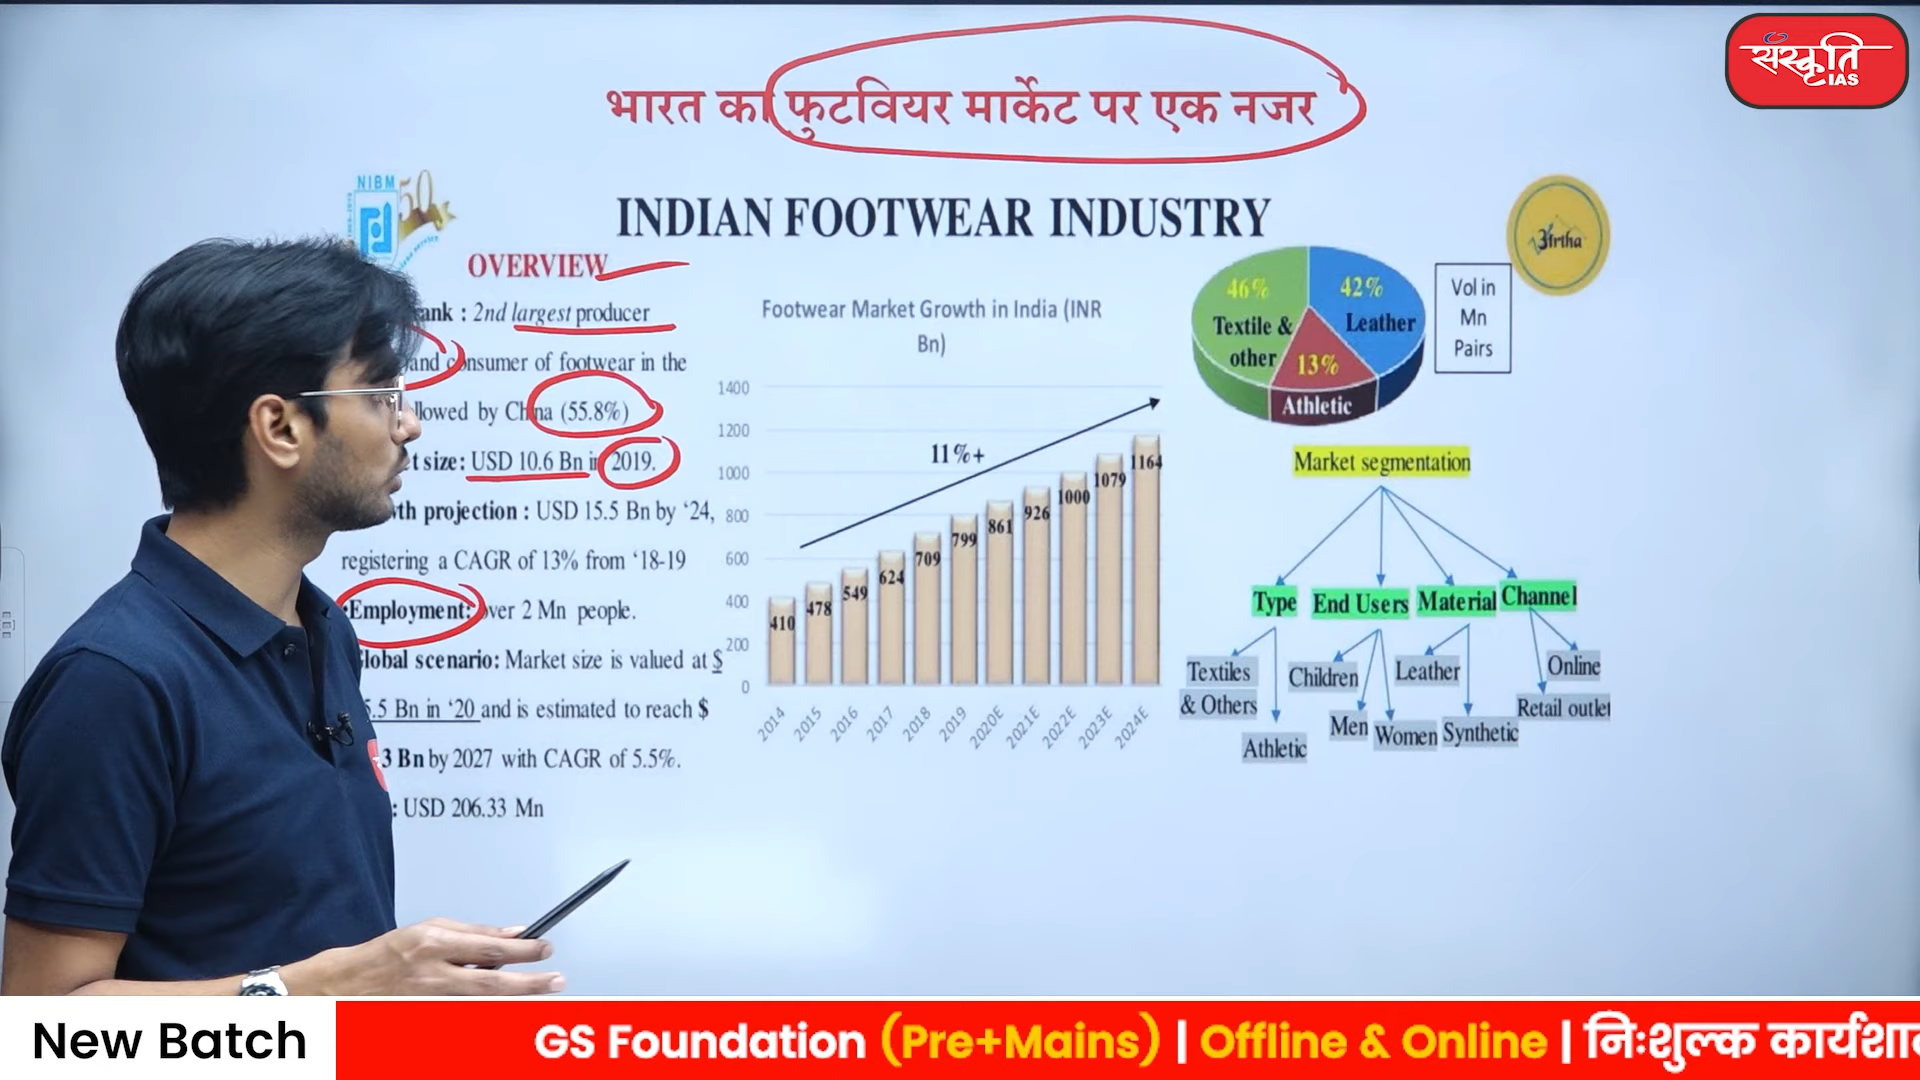 संस्कृति
IAS
भारत का फुटवियर मार्केट पर एक नजर
NIBM
50
INDIAN FOOTWEAR INDUSTRY
OVERVIEW
ank : 2nd largest producer
and consumer of footwear in the
llowed by China (55.8%)
t size: USD 10.6 Bn in 2019.
th projection : USD 15.5 Bn by ‘24,
registering a CAGR of 13% from ‘18-19
•Employment: over 2 Mn people.
lobal scenario: Market size is valued at $
5.5 Bn in ‘20 and is estimated to reach $
3 Bn by 2027 with CAGR of 5.5%.
: USD 206.33 Mn
Footwear Market Growth in India (INR
Bn)
1400
1200
1000
800
600
400
200
0
11%+
410
478
549
624
709
799
861
926
1000
1079
1164
2014
2015
2016
2017
2018
2019
2020E
2021E
2022E
2023E
2024E
46%
Textile &
other
42%
Leather
13%
Athletic
Vol in
Mn
Pairs
Market segmentation
Type End Users Material Channel
Textiles
& Others
Athletic
Children
Men
Women
Leather
Synthetic
Online
Retail outlet
New Batch
GS Foundation (Pre+Mains) | Offline & Online | निःशुल्क